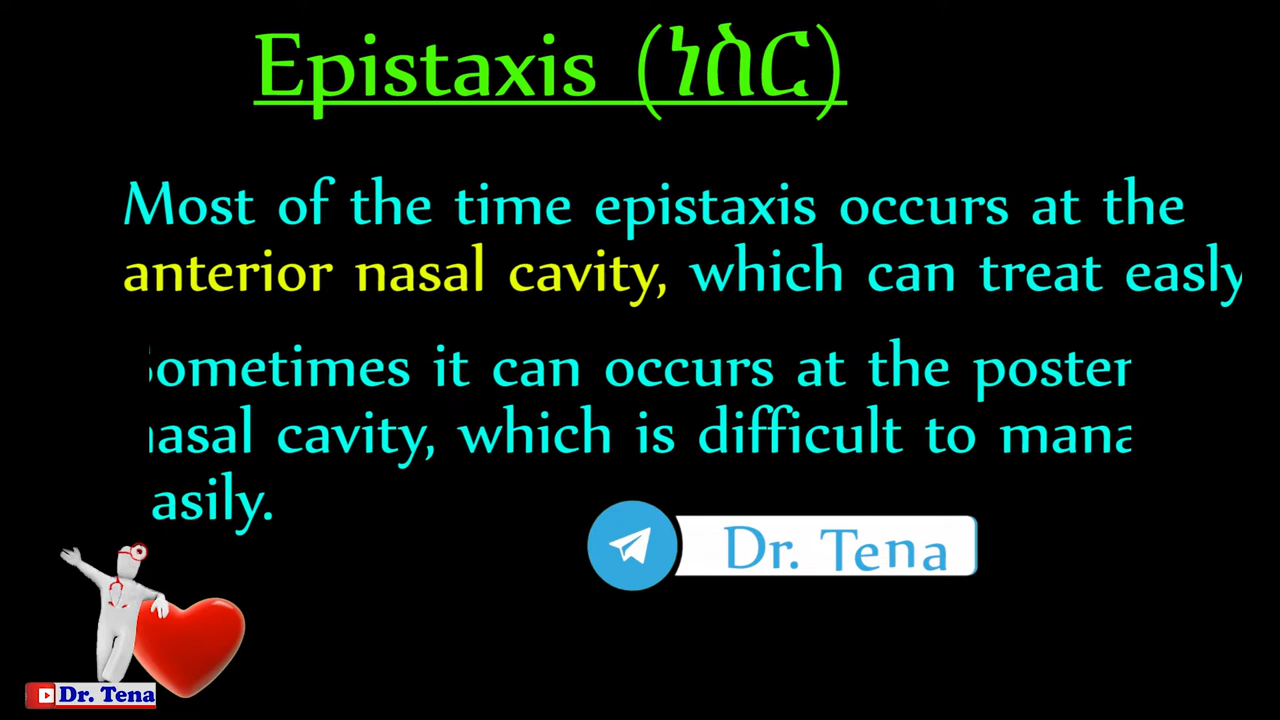 Epistaxis (ነስር)
Most of the time epistaxis occurs at the
anterior nasal cavity, which can treat easly
ometimes it can occurs at the poster
asal cavity, which is difficult to mana
asily.
Dr. Tena
Dr. Tena